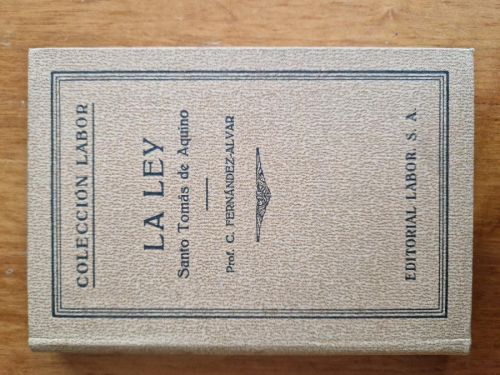 COLECCIÓN LABOR
LA LEY
Santo Tomás de Aquino
Prof. C. FERNÁNDEZ-ALVAR
EDITORIAL LABOR, S. A.